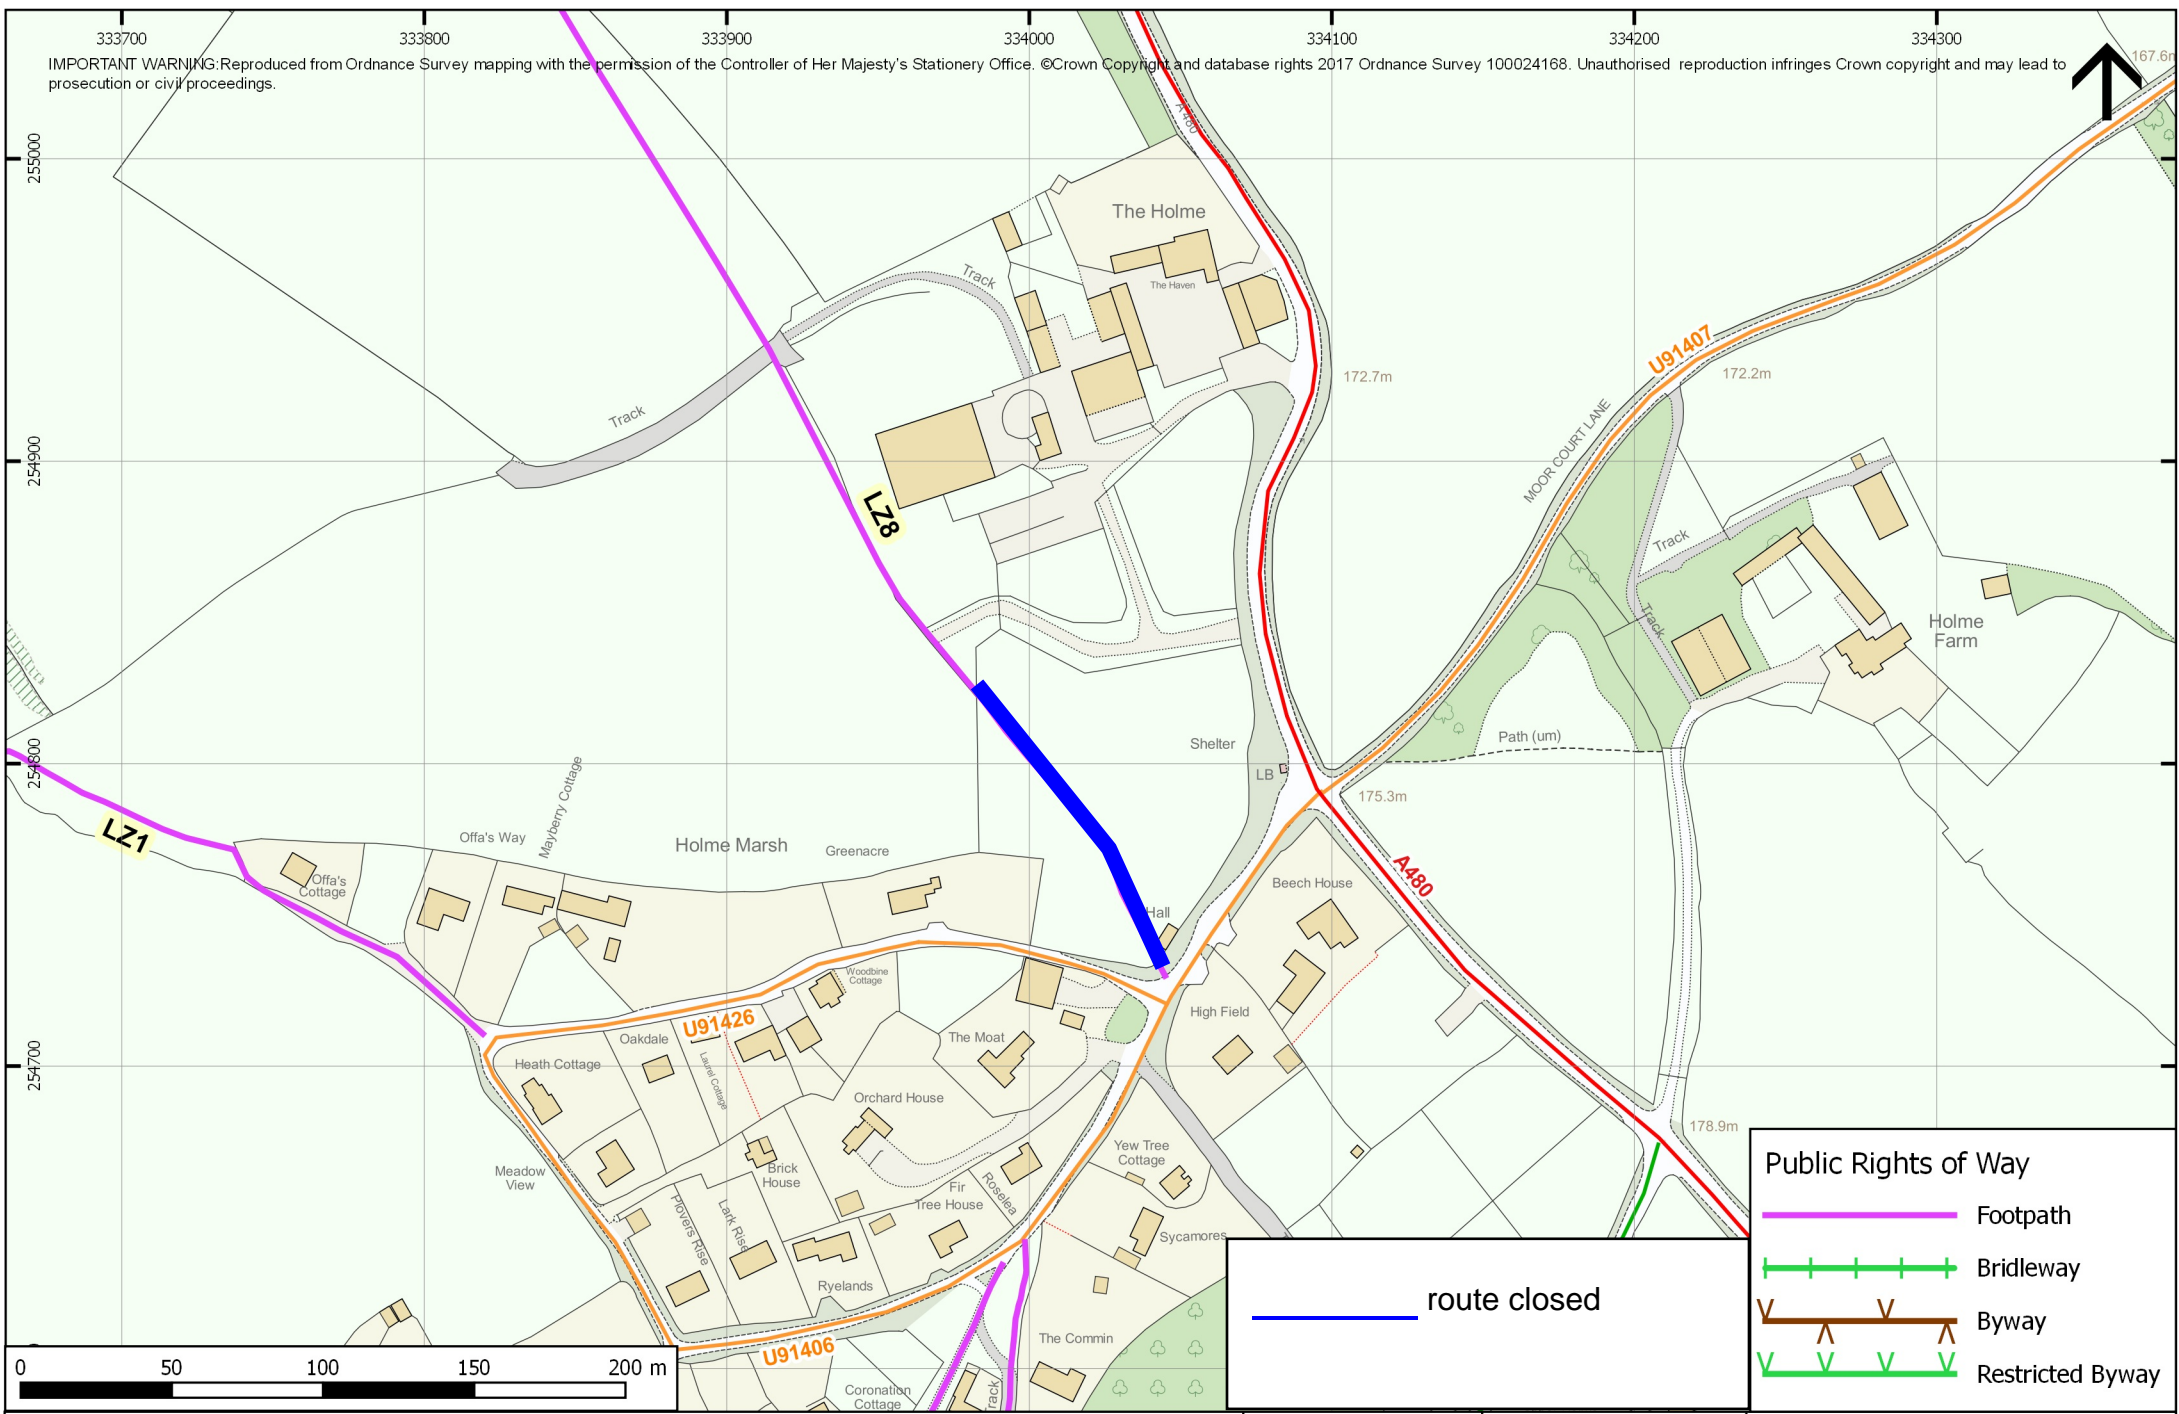 333700
333800
333900
334000
334100
334200
334300
IMPORTANT WARNING:Reproduced from Ordnance Survey mapping with the permission of the Controller of Her Majesty's Stationery Office. ©Crown Copyright and database rights 2017 Ordnance Survey 100024168. Unauthorised reproduction infringes Crown copyright and may lead to
prosecution or civil proceedings.
167.6m
A 480
255000
The Holme
Track
The Haven
U91407
172.7m
172.2m
Track
MOOR COURT LANE
254900
LZ8
Track
Track
Holme
Farm
Shelter
Path (um)
254800
LB
175.3m
LZ1
Offa's Way
Mayberry Cottage
Holme Marsh
Greenacre
A480
Offa's
Cottage
Beech House
Hall
Woodbine
Cottage
U91426
High Field
Oakdale
The Moat
254700
Heath Cottage
Laurel Cottage
Orchard House
178.9m
Yew Tree
Cottage
Meadow
View
Brick
House
Fir
Tree House
Roselea
Plovers Rise
Lark Rise
Sycamores
Ryelands
The Commin
U91406
Coronation
Cottage
Track
Public Rights of Way
Footpath
Bridleway
Byway
Restricted Byway
route closed
0 50 100 150 200 m